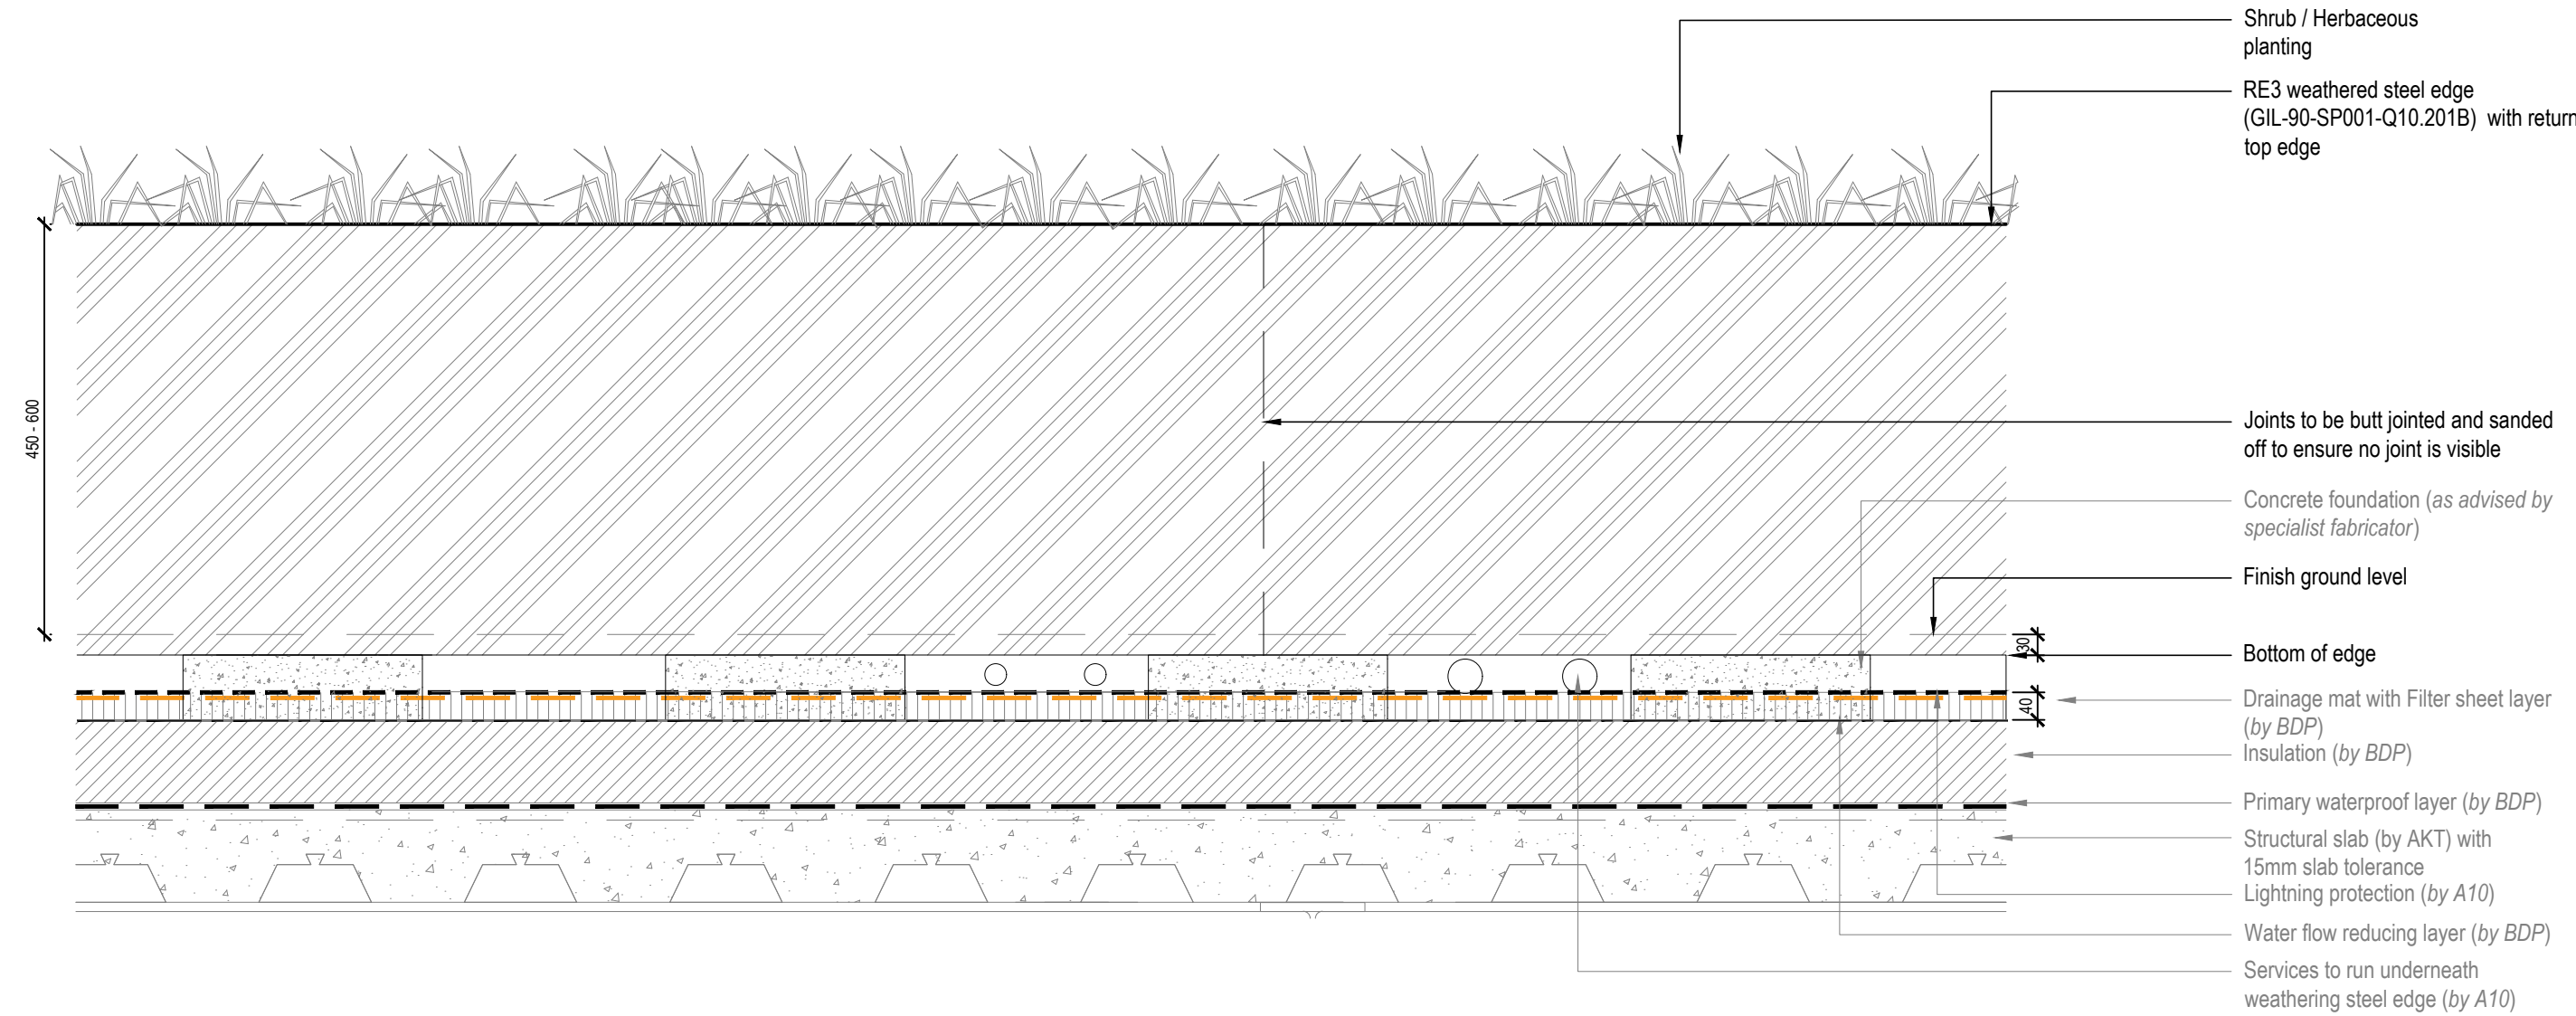 Shrub / Herbaceous
planting
RE3 weathered steel edge
(GIL-90-SP001-Q10.201B) with return
top edge
450 - 600
Joints to be butt jointed and sanded
off to ensure no joint is visible
Concrete foundation (as advised by
specialist fabricator)
Finish ground level
30
Bottom of edge
40
Drainage mat with Filter sheet layer
(by BDP)
Insulation (by BDP)
Primary waterproof layer (by BDP)
Structural slab (by AKT) with
15mm slab tolerance
Lightning protection (by A10)
Water flow reducing layer (by BDP)
Services to run underneath
weathering steel edge (by A10)